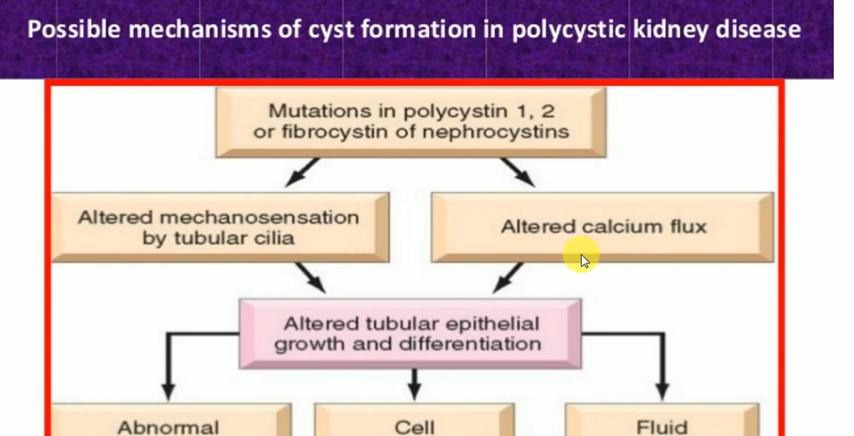 Possible mechanisms of cyst formation in polycystic kidney disease
Mutations in polycystin 1, 2
or fibrocystin of nephrocystins
Altered mechanosensation
by tubular cilia
Altered calcium flux
Altered tubular epithelial
growth and differentiation
Abnormal
Cell
Fluid